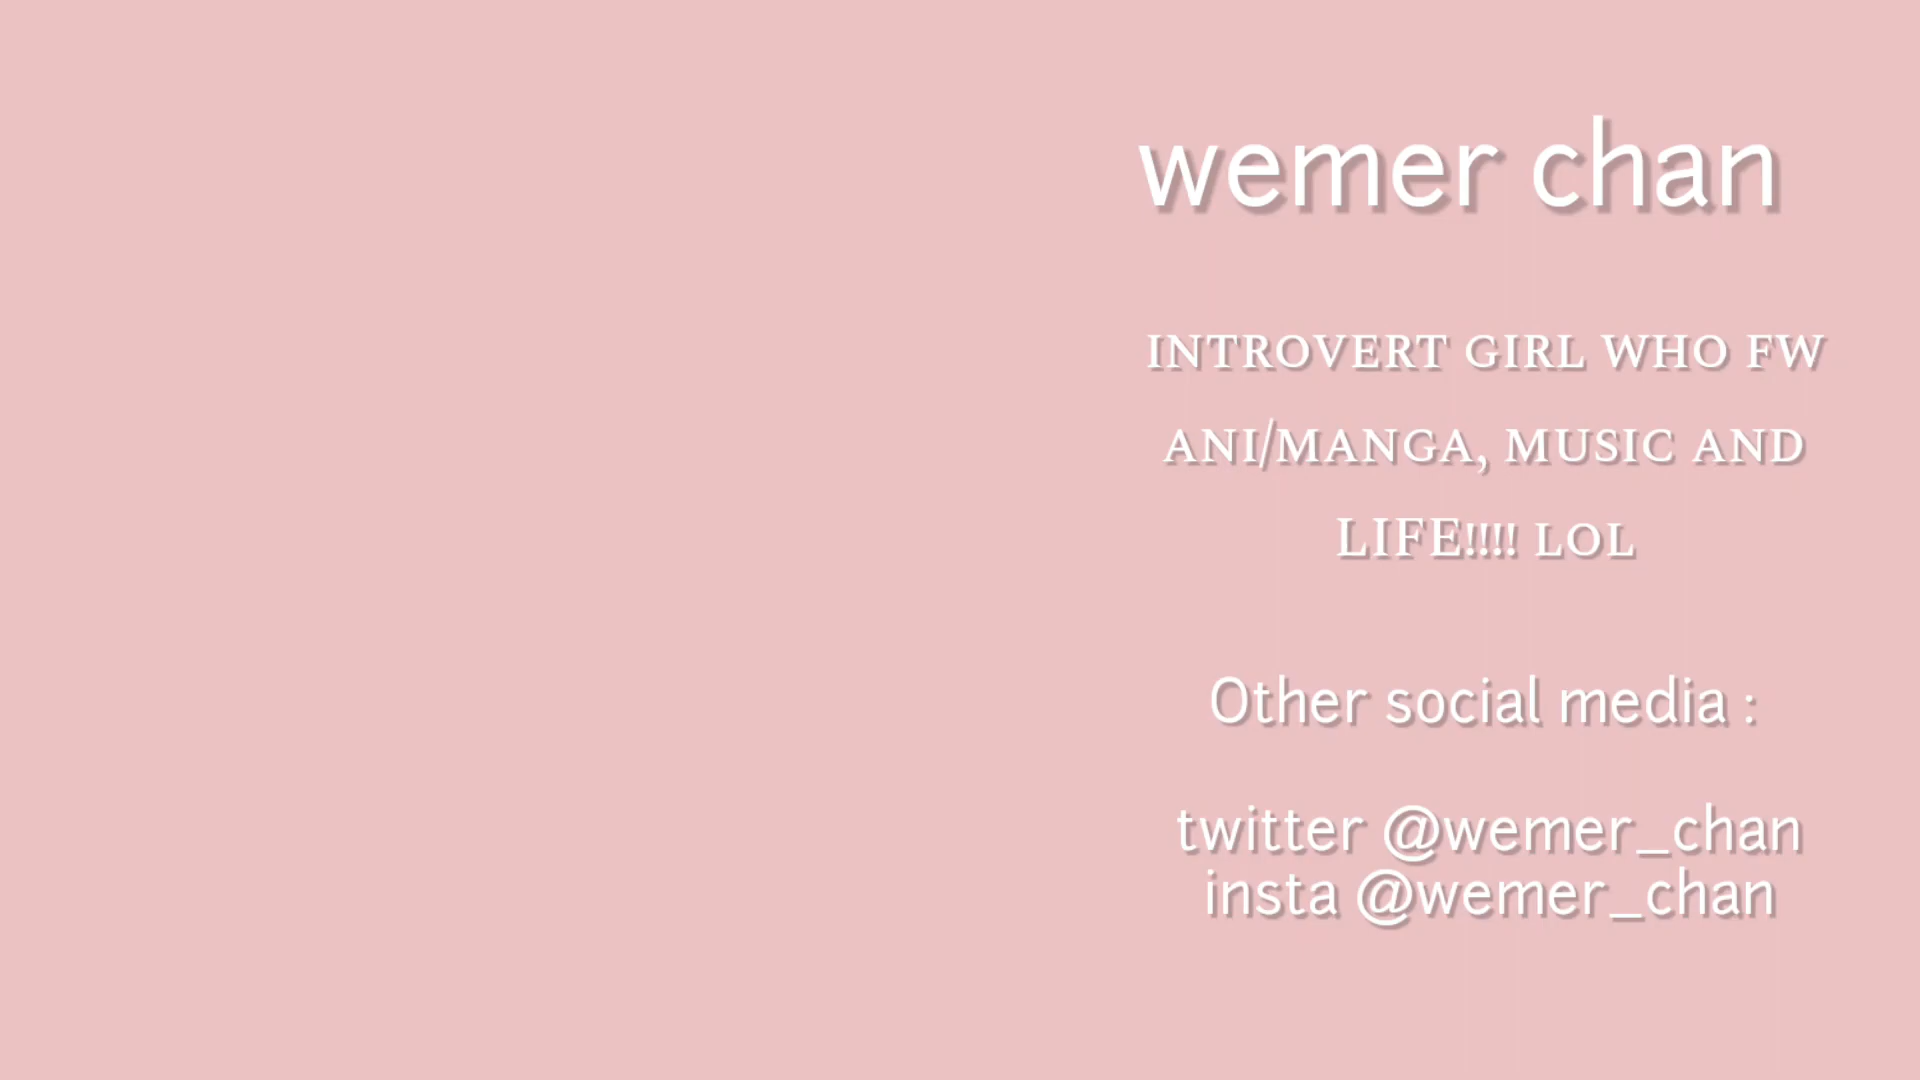 wemer chan
INTROVERT GIRL WHO FW
ANI/MANGA, MUSIC AND
LIFE!!!! LOL
Other social media :
twitter @wemer_chan
insta @wemer_chan